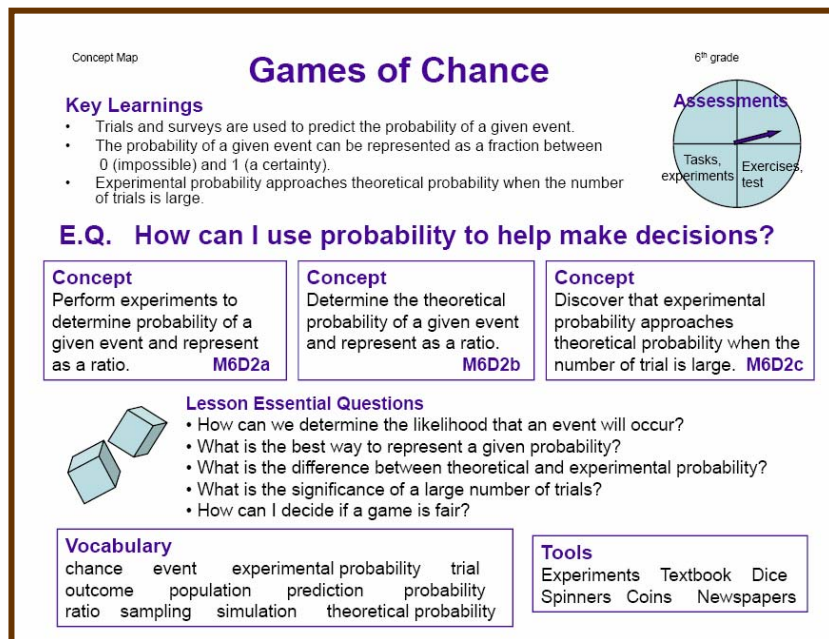 Concept Map
Games of Chance
6th grade
Key Learnings
• Trials and surveys are used to predict the probability of a given event.
• The probability of a given event can be represented as a fraction between
0 (impossible) and 1 (a certainty).
• Experimental probability approaches theoretical probability when the number
of trials is large.
Assessments
Tasks,
experiments
Exercises,
test
E.Q. How can I use probability to help make decisions?
Concept
Perform experiments to
determine probability of a
given event and represent
as a ratio. M6D2a
Concept
Determine the theoretical
probability of a given event
and represent as a ratio.
M6D2b
Concept
Discover that experimental
probability approaches
theoretical probability when the
number of trial is large. M6D2c
Lesson Essential Questions
• How can we determine the likelihood that an event will occur?
• What is the best way to represent a given probability?
• What is the difference between theoretical and experimental probability?
• What is the significance of a large number of trials?
• How can I decide if a game is fair?
Vocabulary
chance event experimental probability trial
outcome population prediction probability
ratio sampling simulation theoretical probability
Tools
Experiments Textbook Dice
Spinners Coins Newspapers